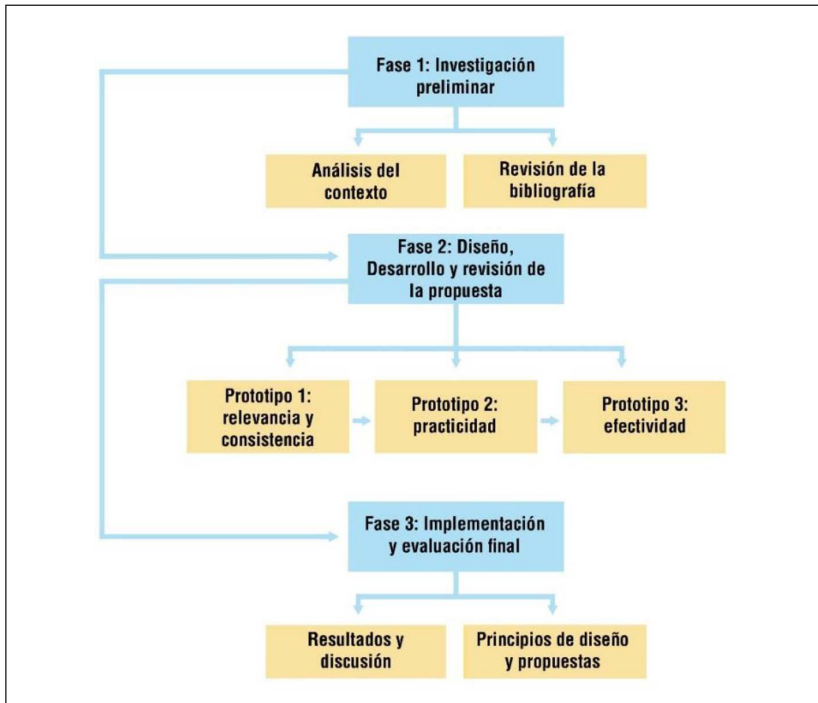 Fase 1: Investigación
preliminar
Análisis del
contexto
Revisión de la
bibliografía
Fase 2: Diseño,
Desarrollo y revisión de
la propuesta
Prototipo 1:
relevancia y
consistencia
Prototipo 2:
practicidad
Prototipo 3:
efectividad
Fase 3: Implementación
y evaluación final
Resultados y
discusión
Principios de diseño
y propuestas